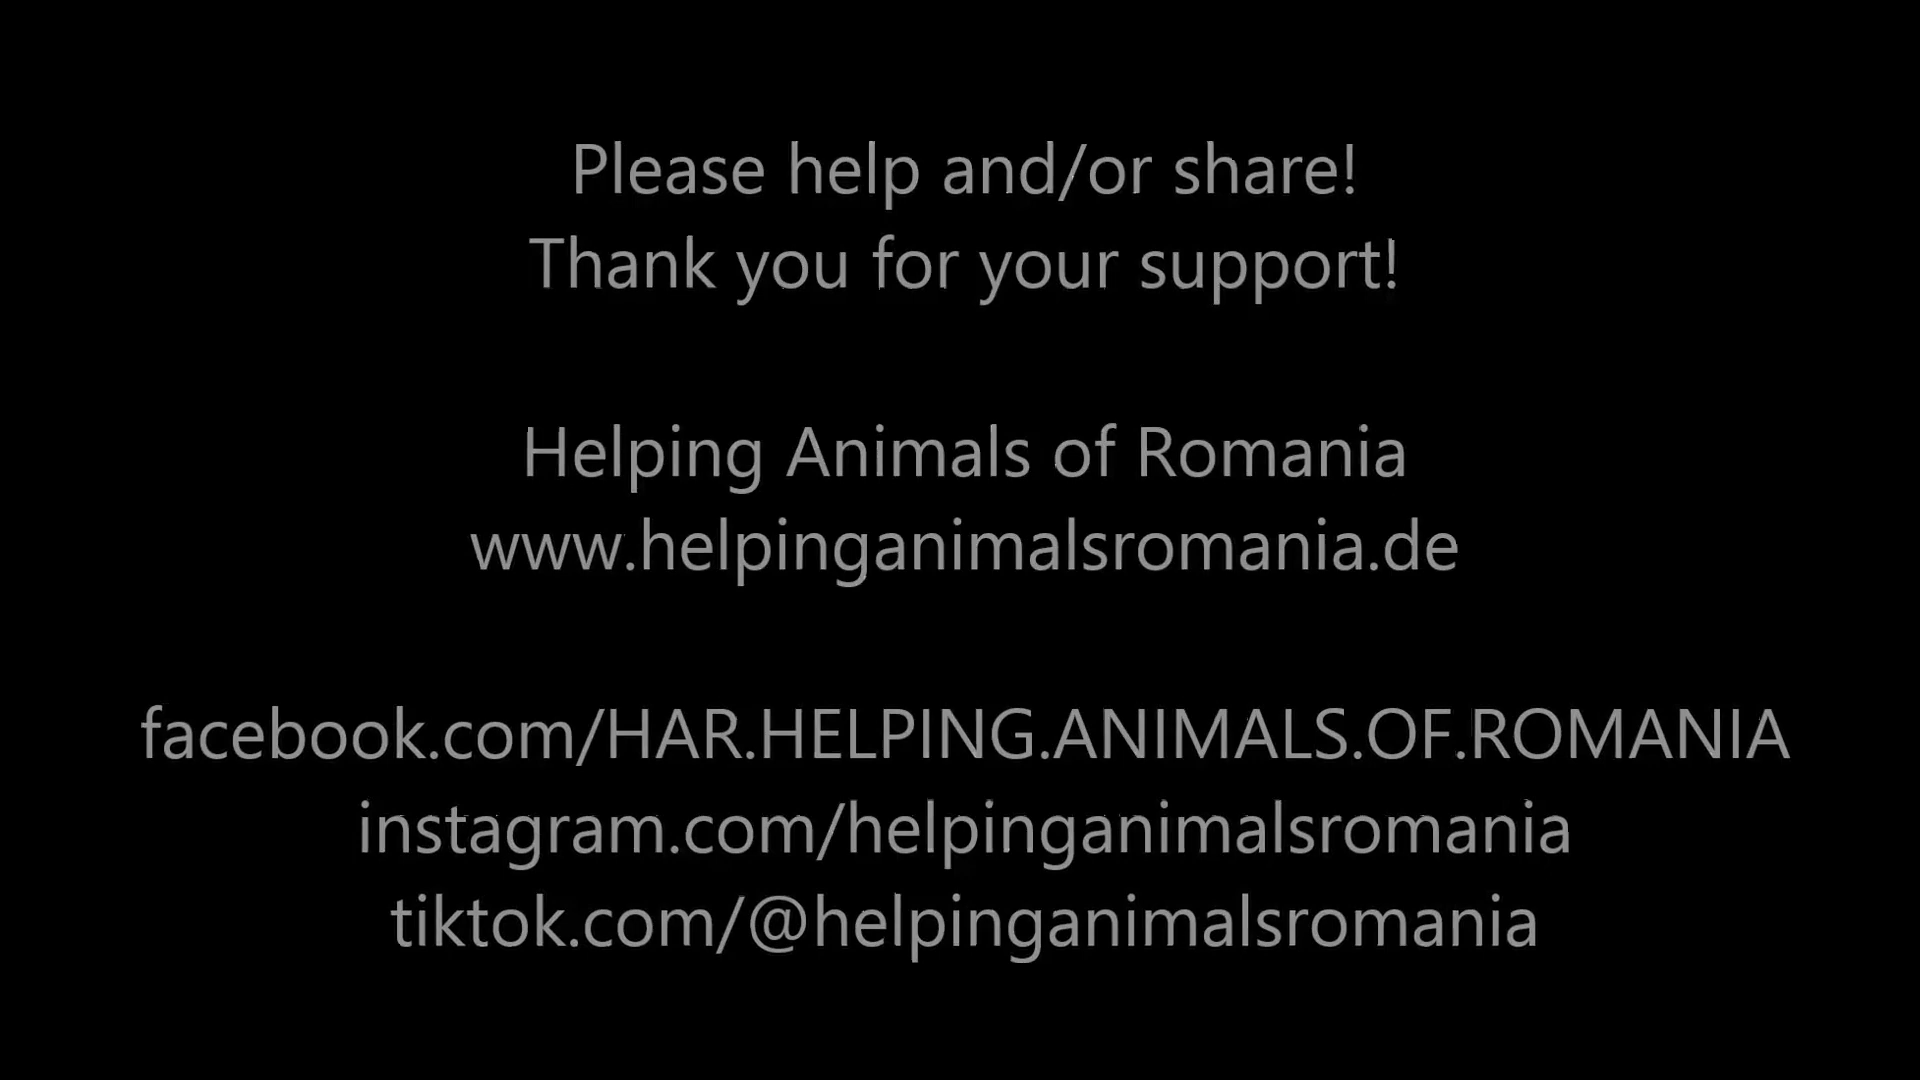 Please help and/or share!
Thank you for your support!
Helping Animals of Romania
www.helpinganimalsromania.de
facebook.com/HAR.HELPING.ANIMALS.OF.ROMANIA
instagram.com/helpinganimalsromania
tiktok.com/@helpinganimalsromania